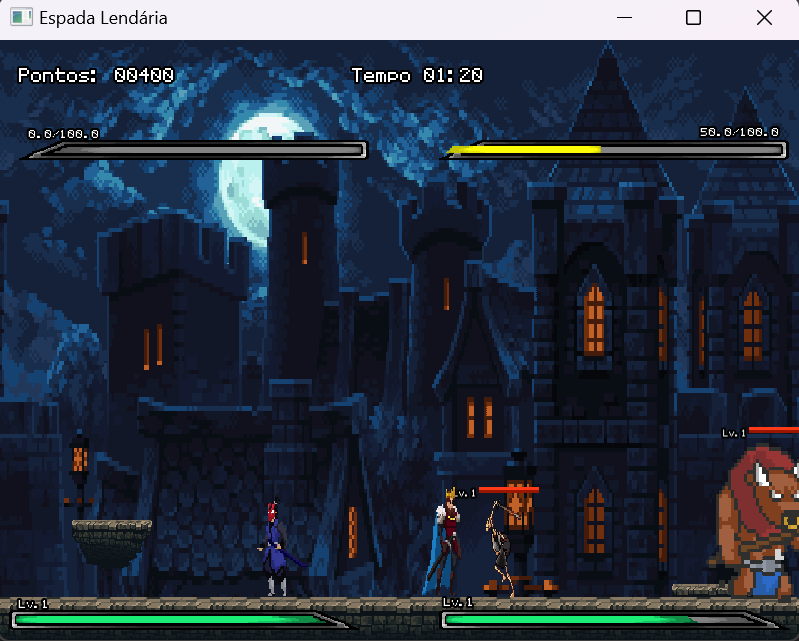 Espada Lendária
Pontos: 00400
Tempo 01:20
0.0/100.0
50.0/100.0
Lv.1
Lv.1
Lv.1
Lv.1